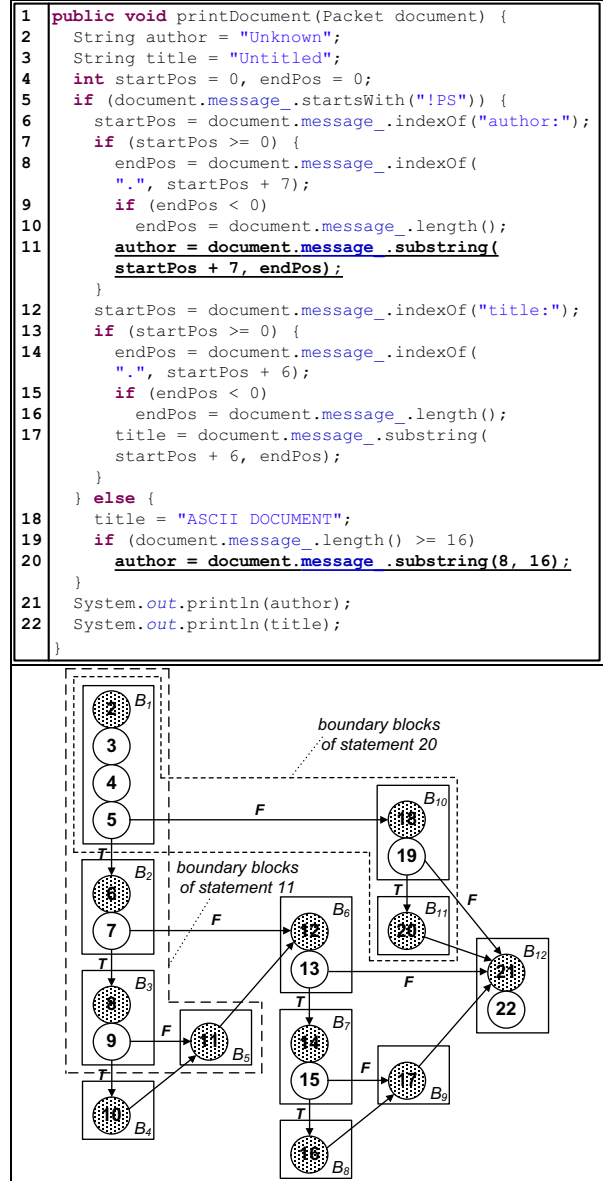 1 public void printDocument(Packet document) {
2 String author = "Unknown";
3 String title = "Untitled";
4 int startPos = 0, endPos = 0;
5 if (document.message_.startsWith("!PS")) {
6 startPos = document.message_.indexOf("author:");
7 if (startPos >= 0) {
8 endPos = document.message_.indexOf(
".", startPos + 7);
9 if (endPos < 0)
10 endPos = document.message_.length();
11 author = document.message_.substring(
startPos + 7, endPos);
}
12 startPos = document.message_.indexOf("title:");
13 if (startPos >= 0) {
14 endPos = document.message_.indexOf(
".", startPos + 6);
15 if (endPos < 0)
16 endPos = document.message_.length();
17 title = document.message_.substring(
startPos + 6, endPos);
}
} else {
18 title = "ASCII DOCUMENT";
19 if (document.message_.length() >= 16)
20 author = document.message_.substring(8, 16);
}
21 System.out.println(author);
22 System.out.println(title);
}
2 B1
3
4
5
boundary blocks
of statement 20
F
T
18 B10
19
T
F
20 B11
6 B2
7
boundary blocks
of statement 11
F
T
12 B6
13
F
T
21 B12
22
8 B3
9
F
T
11
B5
14 B7
15
F
T
17
B9
10
B4
16
B8